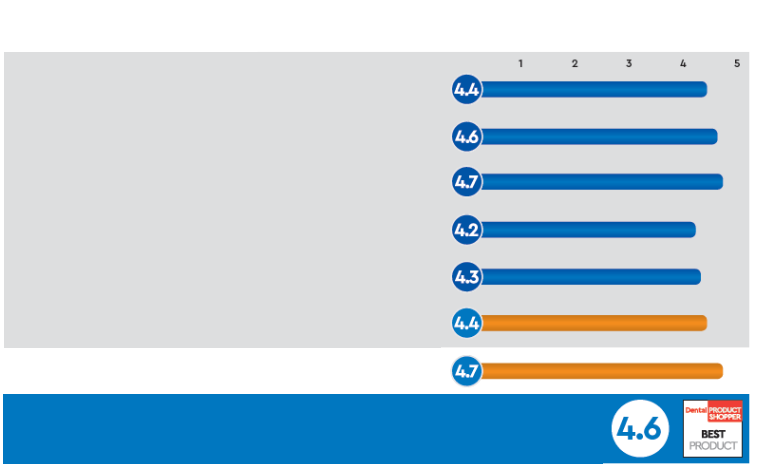 1 2 3 4 5
4.4
4.6
4.7
4.2
4.3
4.4
4.7
4.6
Dental PRODUCT
SHOPPER
BEST
PRODUCT